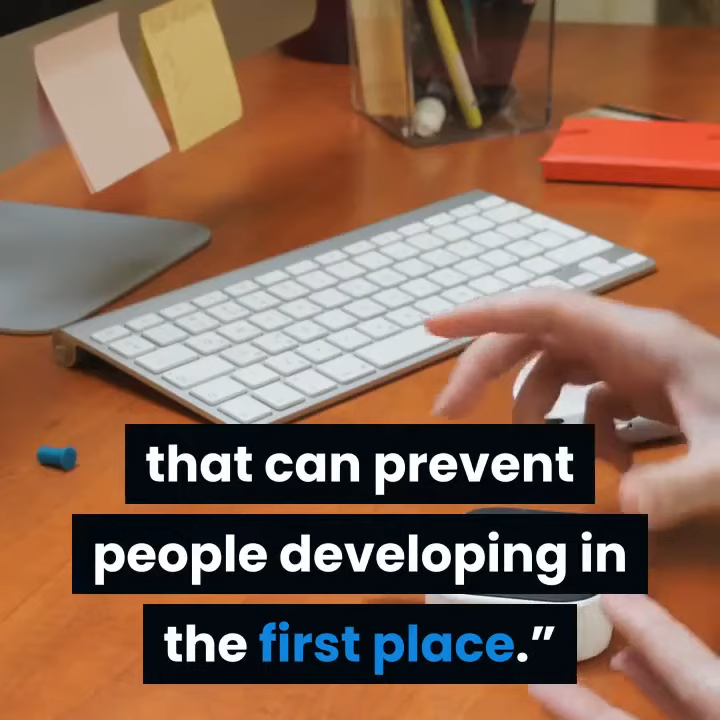 that can prevent
people developing in
the first place.”